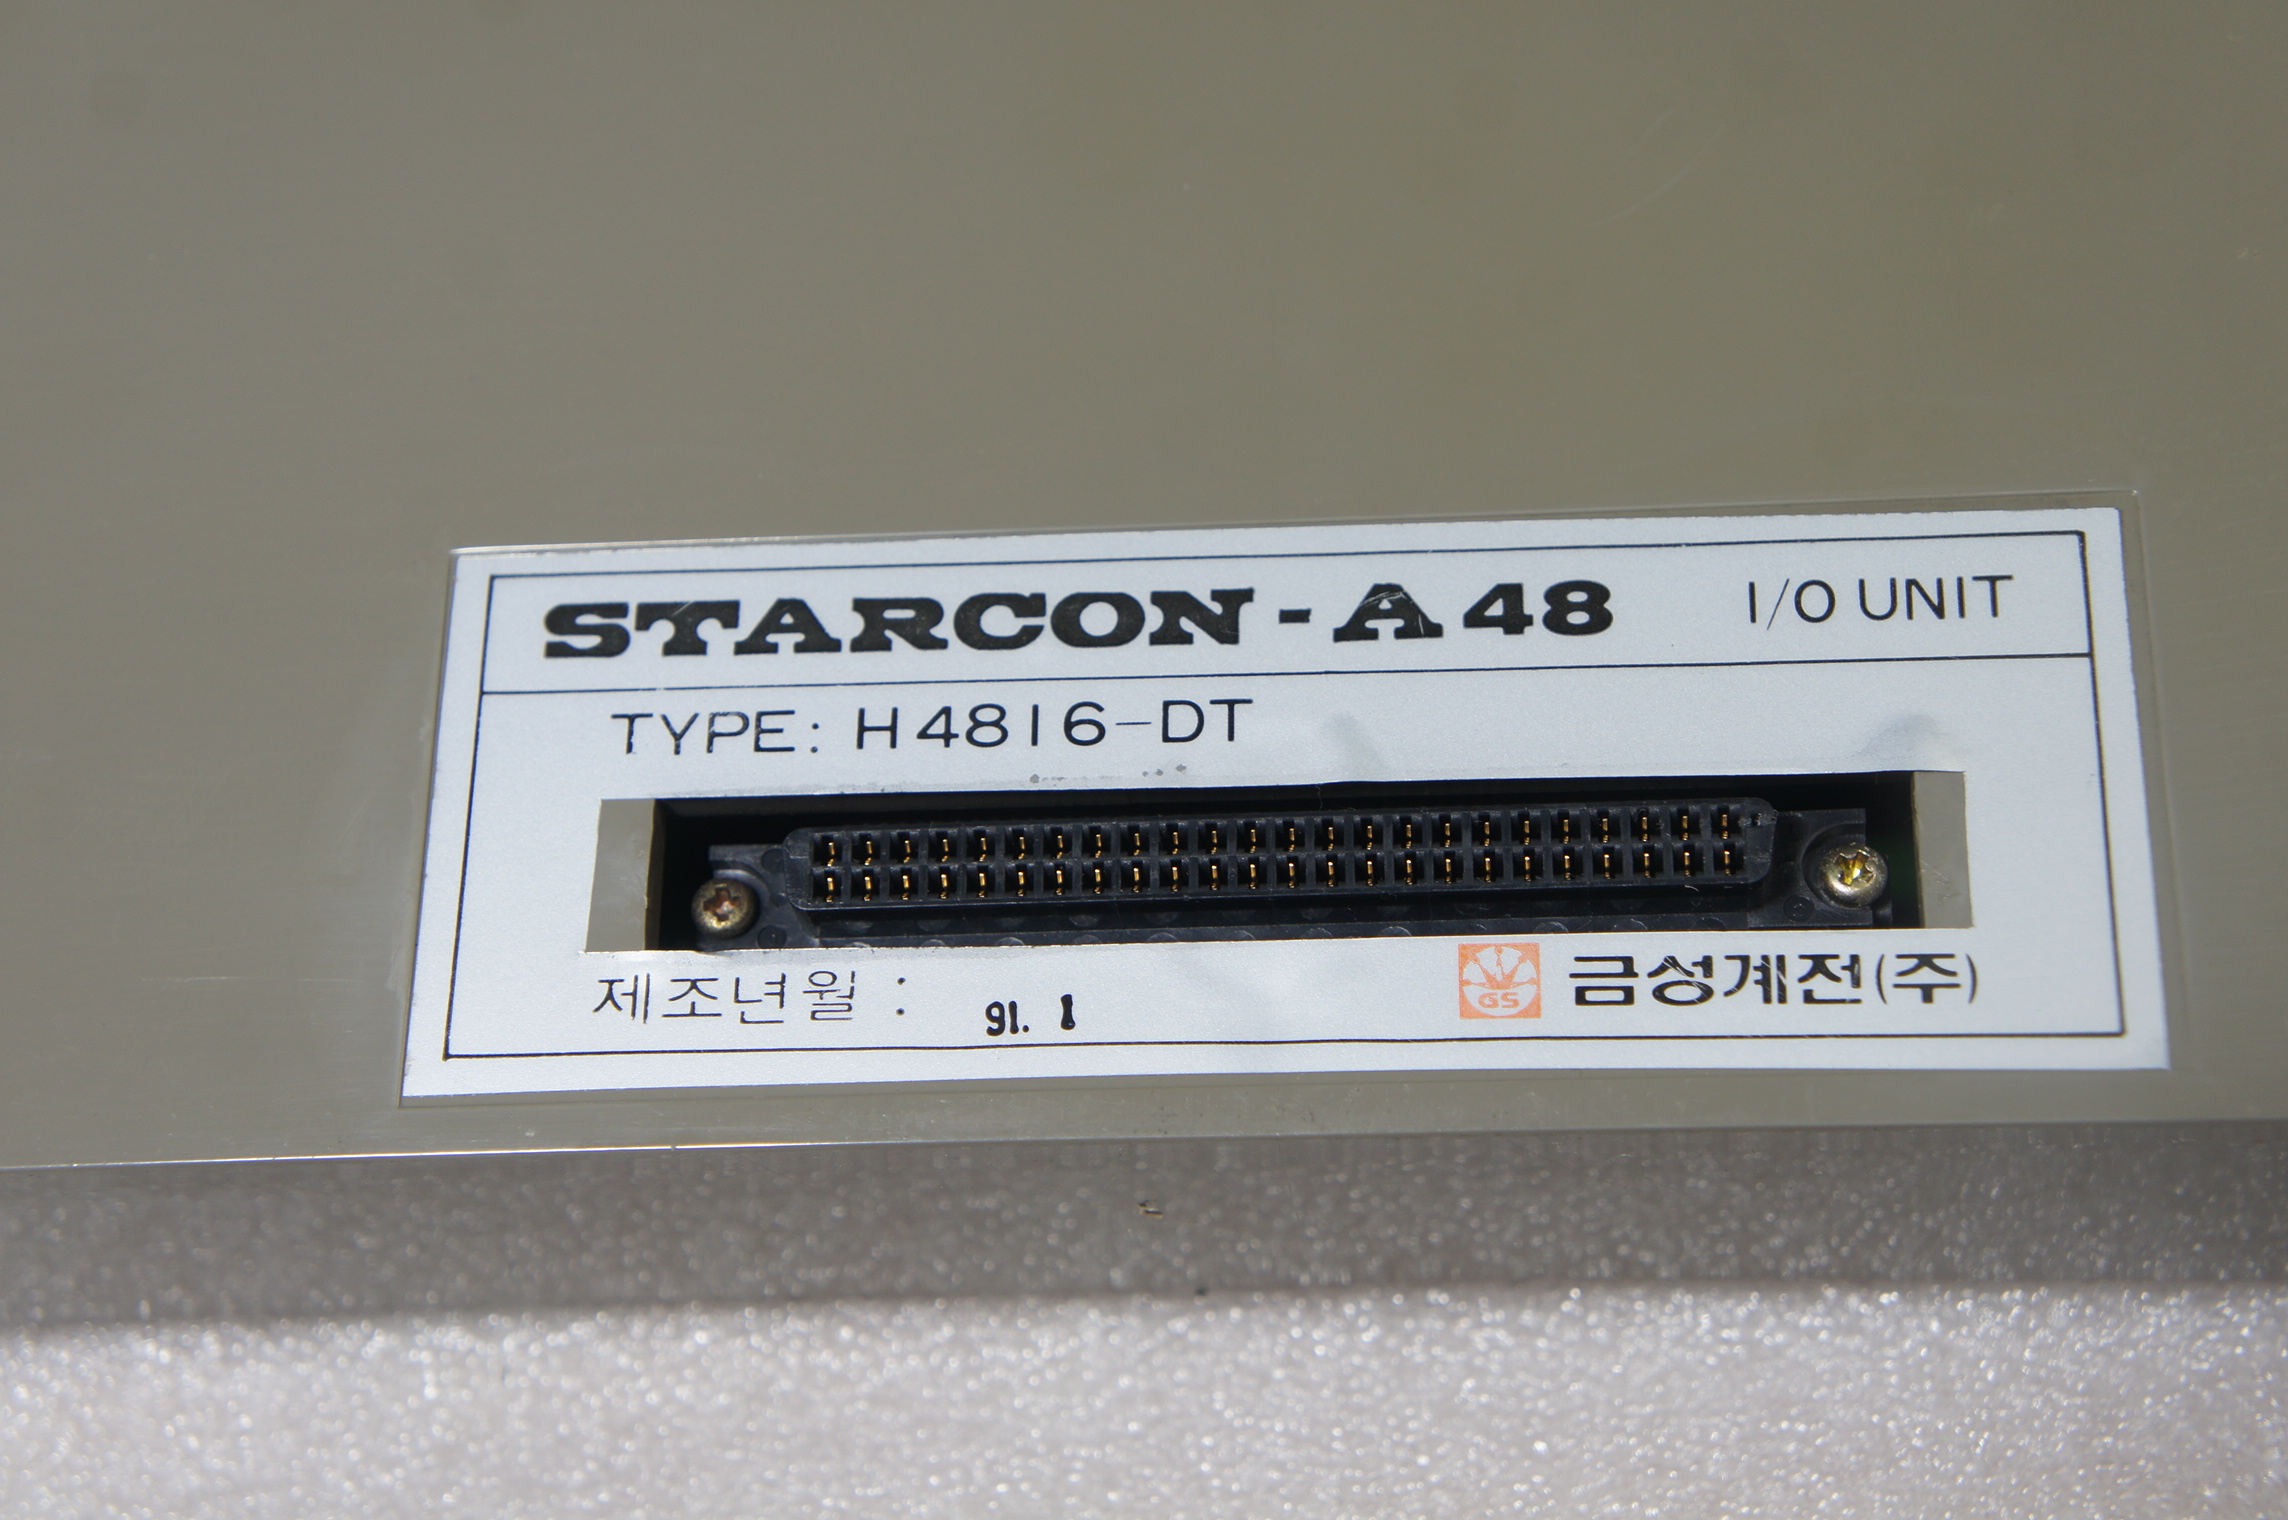 STARCON-A48 I/O UNIT
TYPE: H4816-DT
제조년월 : 91. 1
GS 금성계전(주)